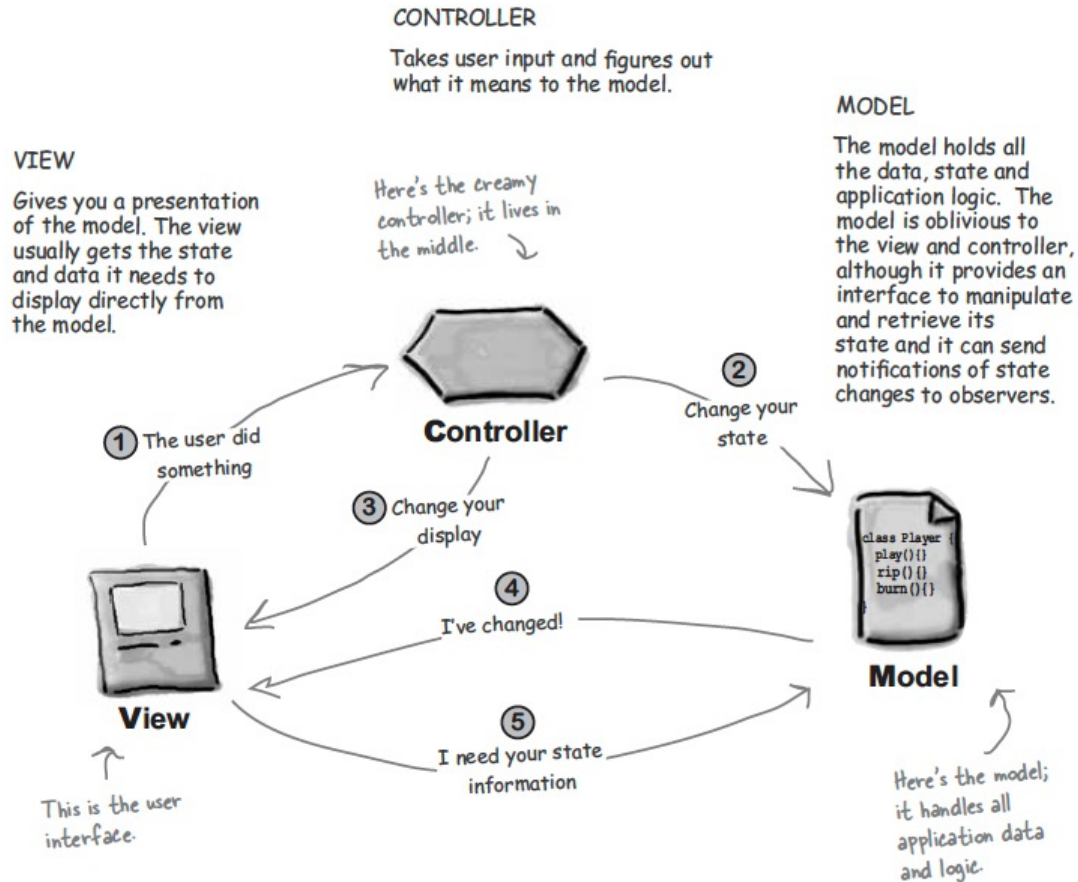 CONTROLLER
Takes user input and figures out
what it means to the model.
MODEL
The model holds all
the data, state and
application logic. The
model is oblivious to
the view and controller,
although it provides an
interface to manipulate
and retrieve its
state and it can send
notifications of state
changes to observers.
VIEW
Gives you a presentation
of the model. The view
usually gets the state
and data it needs to
display directly from
the model.
Here's the creamy
controller; it lives in
the middle.
Controller
1 The user did
something
2
Change your
state
3 Change your
display
4
I've changed!
5
I need your state
information
class Player {
play(){}
rip(){}
burn(){}
}
Model
View
This is the user
interface.
Here's the model;
it handles all
application data
and logic.